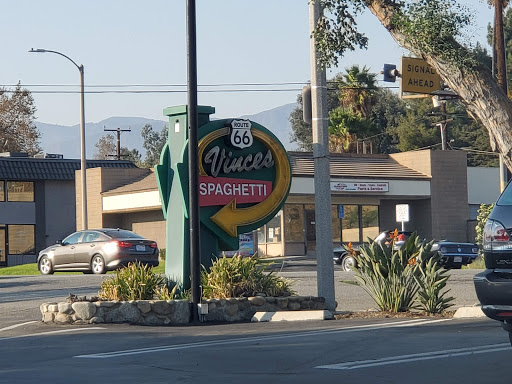 SIGNAL
AHEAD
ROUTE
66
Vince's
SPAGHETTI